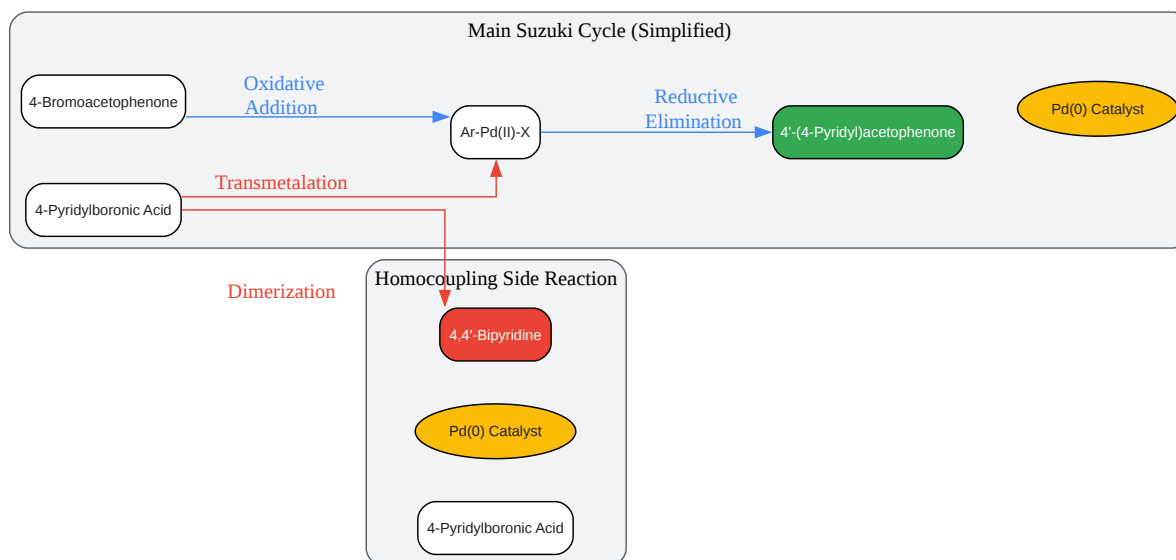 Main Suzuki Cycle (Simplified)
4-Bromoacetophenone
Oxidative
Addition
Ar-Pd(II)-X
Reductive
Elimination
4'-(4-Pyridyl)acetophenone
Pd(0) Catalyst
4-Pyridylboronic Acid
Transmetalation
Homocoupling Side Reaction
Dimerization
4,4'-Bipyridine
Pd(0) Catalyst
4-Pyridylboronic Acid